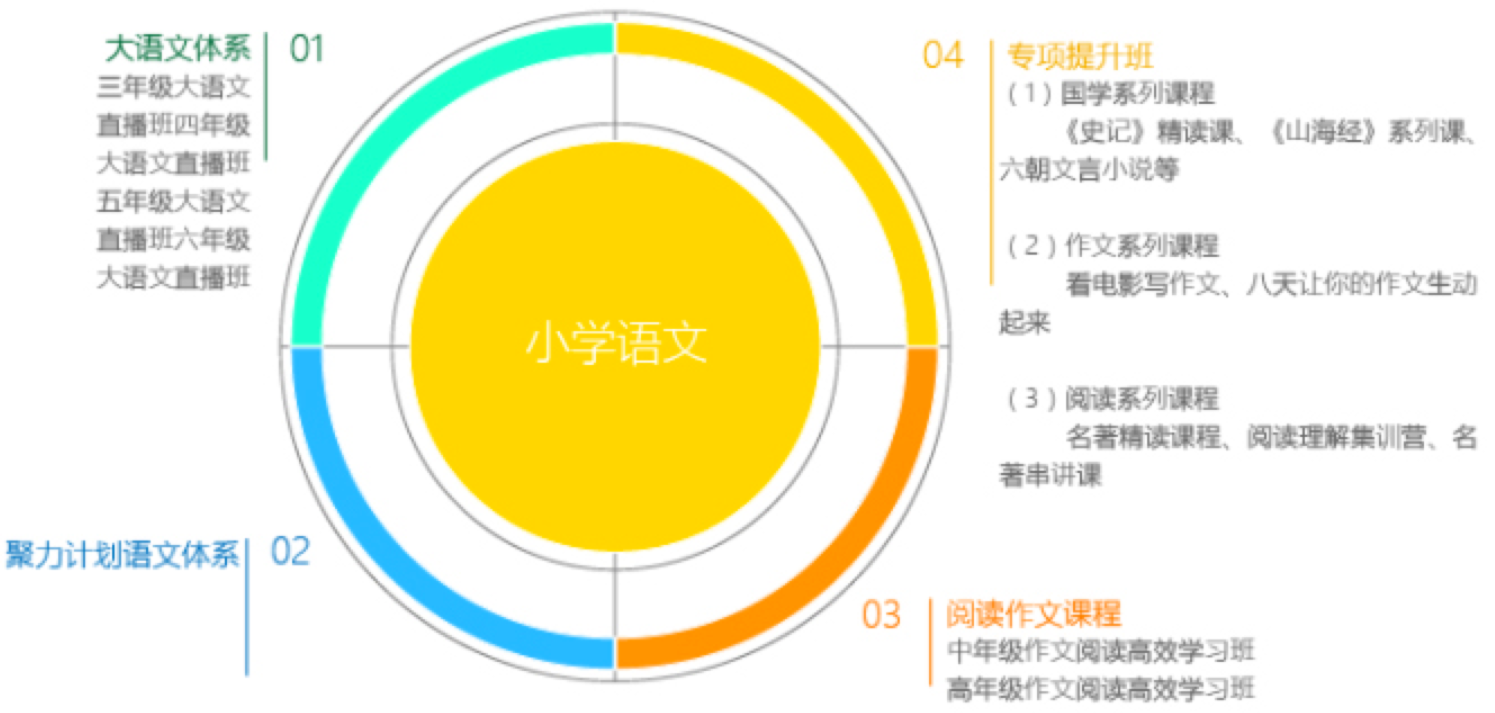 大语文体系
01
三年级大语文
直播班四年级
大语文直播班
五年级大语文
直播班六年级
大语文直播班
聚力计划语文体系
02
小学语文
03
阅读作文课程
中年级作文阅读高效学习班
高年级作文阅读高效学习班
04
专项提升班
（1）国学系列课程
《史记》精读课、《山海经》系列课、
六朝文言小说等
（2）作文系列课程
看电影写作文、八天让你的作文生动
起来
（3）阅读系列课程
名著精读课程、阅读理解集训营、名
著串讲课